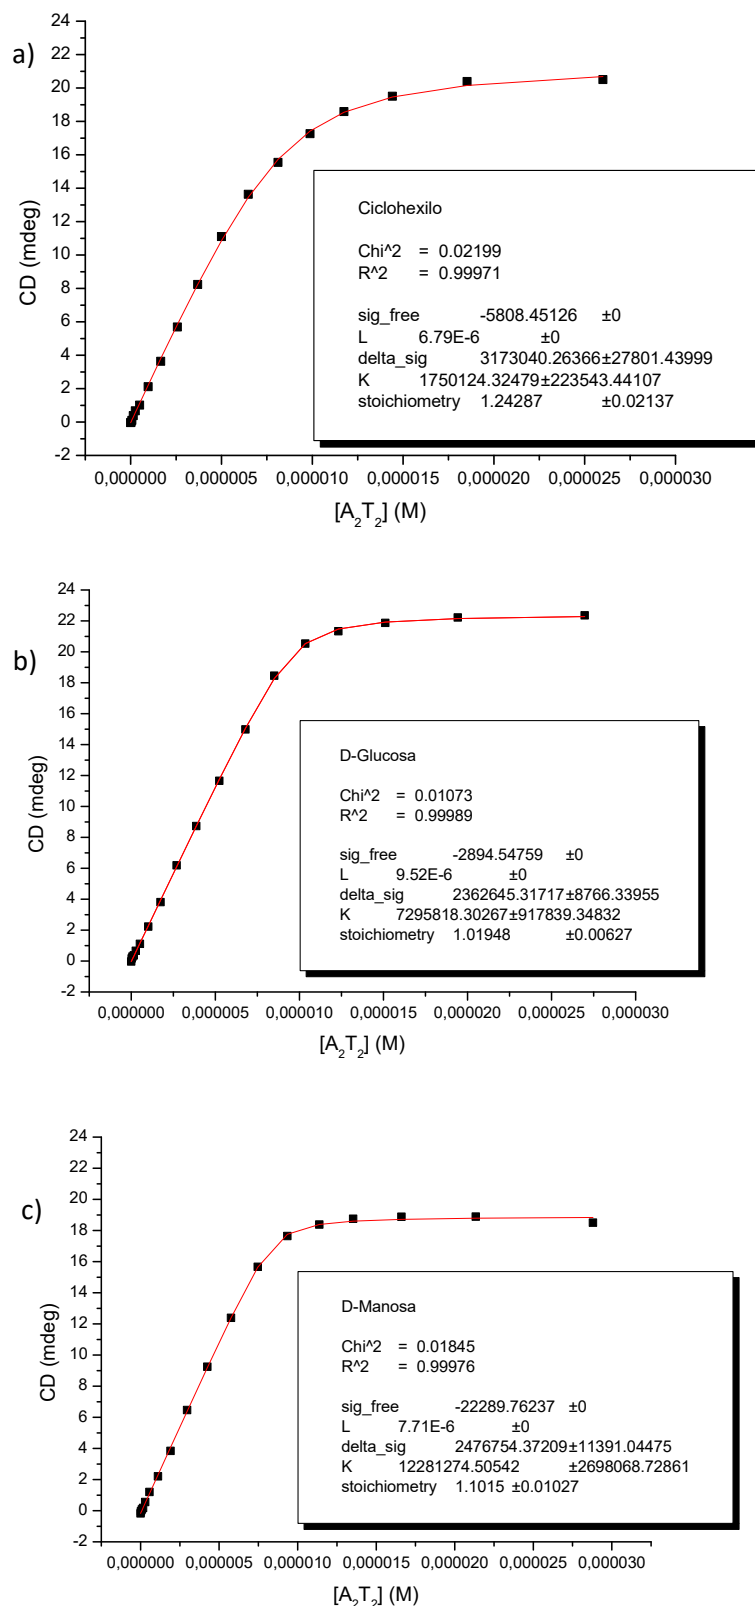 a)
24
22
20
18
16
14
12
10
8
6
4
2
0
-2
CD (mdeg)
Ciclohexilo
Chi^2 = 0.02199
R^2 = 0.99971
sig_free -5808.45126 ±0
L 6.79E-6 ±0
delta_sig 3173040.26366±27801.43999
K 1750124.32479±223543.44107
stoichiometry 1.24287 ±0.02137
0,000000 0,000005 0,000010 0,000015 0,000020 0,000025 0,000030
[A₂T₂] (M)
b)
24
22
20
18
16
14
12
10
8
6
4
2
0
-2
CD (mdeg)
D-Glucosa
Chi^2 = 0.01073
R^2 = 0.99989
sig_free -2894.54759 ±0
L 9.52E-6 ±0
delta_sig 2362645.31717±8766.33955
K 7295818.30267±917839.34832
stoichiometry 1.01948 ±0.00627
0,000000 0,000005 0,000010 0,000015 0,000020 0,000025 0,000030
[A₂T₂] (M)
c)
24
22
20
18
16
14
12
10
8
6
4
2
0
-2
CD (mdeg)
D-Manosa
Chi^2 = 0.01845
R^2 = 0.99976
sig_free -22289.76237 ±0
L 7.71E-6 ±0
delta_sig 2476754.37209±11391.04475
K 12281274.50542 ±2698068.72861
stoichiometry 1.1015 ±0.01027
0,000000 0,000005 0,000010 0,000015 0,000020 0,000025 0,000030
[A₂T₂] (M)